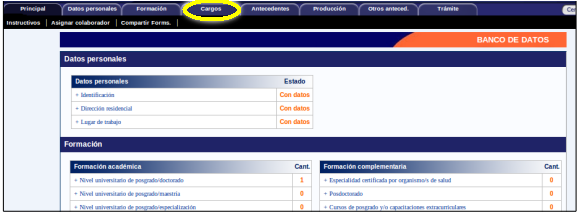 Principal Datos personales Formación Cargos Antecedentes Producción Otros anteced. Trámite
Instructivos | Asignar colaborador | Compartir Forms. |
BANCO DE DATOS
Datos personales
Datos personales Estado
+ Identificación Con datos
+ Dirección residencial Con datos
+ Lugar de trabajo Con datos
Formación
Formación académica Cant.
+ Nivel universitario de posgrado/doctorado 1
+ Nivel universitario de posgrado/maestría 0
+ Nivel universitario de posgrado/especialización 0
Formación complementaria Cant.
+ Especialidad certificada por organismo/s de salud 0
+ Posdoctorado 0
+ Cursos de posgrado y/o capacitaciones extracurriculares 0